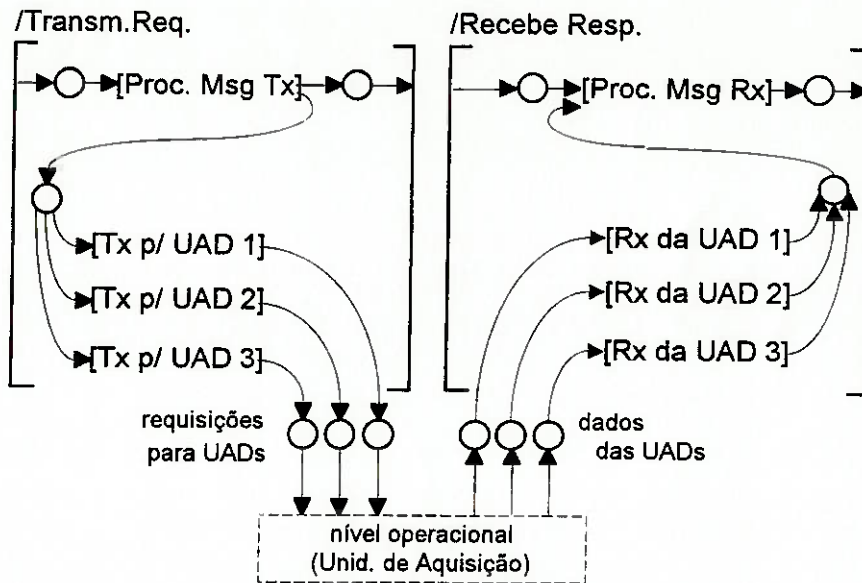 /Transm.Req.
/Recebe Resp.
[Proc. Msg Tx]
[Proc. Msg Rx]
[Tx p/ UAD 1]
[Tx p/ UAD 2]
[Tx p/ UAD 3]
[Rx da UAD 1]
[Rx da UAD 2]
[Rx da UAD 3]
requisições
para UADs
dados
das UADs
nível operacional
(Unid. de Aquisição)